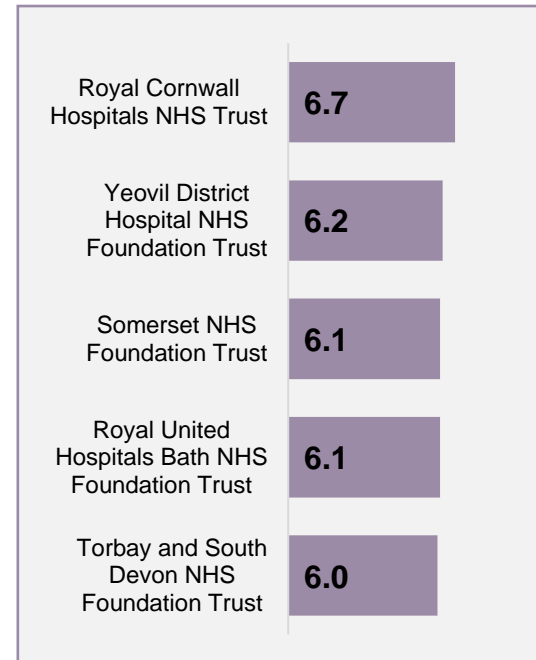 Royal Cornwall
Hospitals NHS Trust
6.7
Yeovil District
Hospital NHS
Foundation Trust
6.2
Somerset NHS
Foundation Trust
6.1
Royal United
Hospitals Bath NHS
Foundation Trust
6.1
Torbay and South
Devon NHS
Foundation Trust
6.0